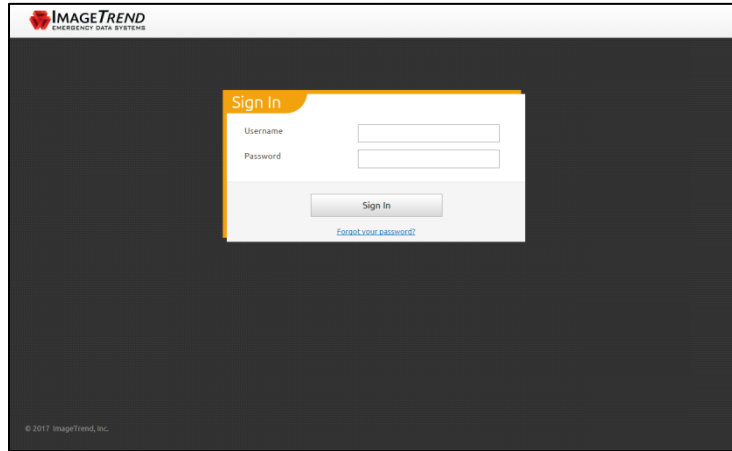 IMAGETREND
EMERGENCY DATA SYSTEMS
Sign In
Username
Password
Sign In
Forgot your password?
© 2017 ImageTrend, Inc.